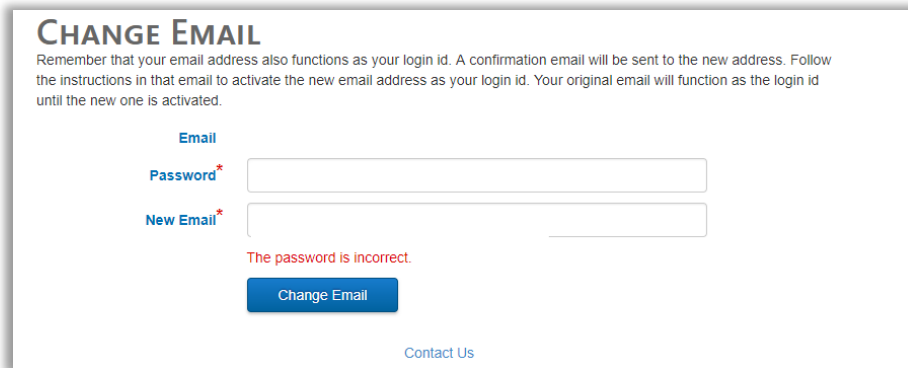 CHANGE EMAIL
Remember that your email address also functions as your login id. A confirmation email will be sent to the new address. Follow
the instructions in that email to activate the new email address as your login id. Your original email will function as the login id
until the new one is activated.
Email
Password*
New Email*
The password is incorrect.
Change Email
Contact Us